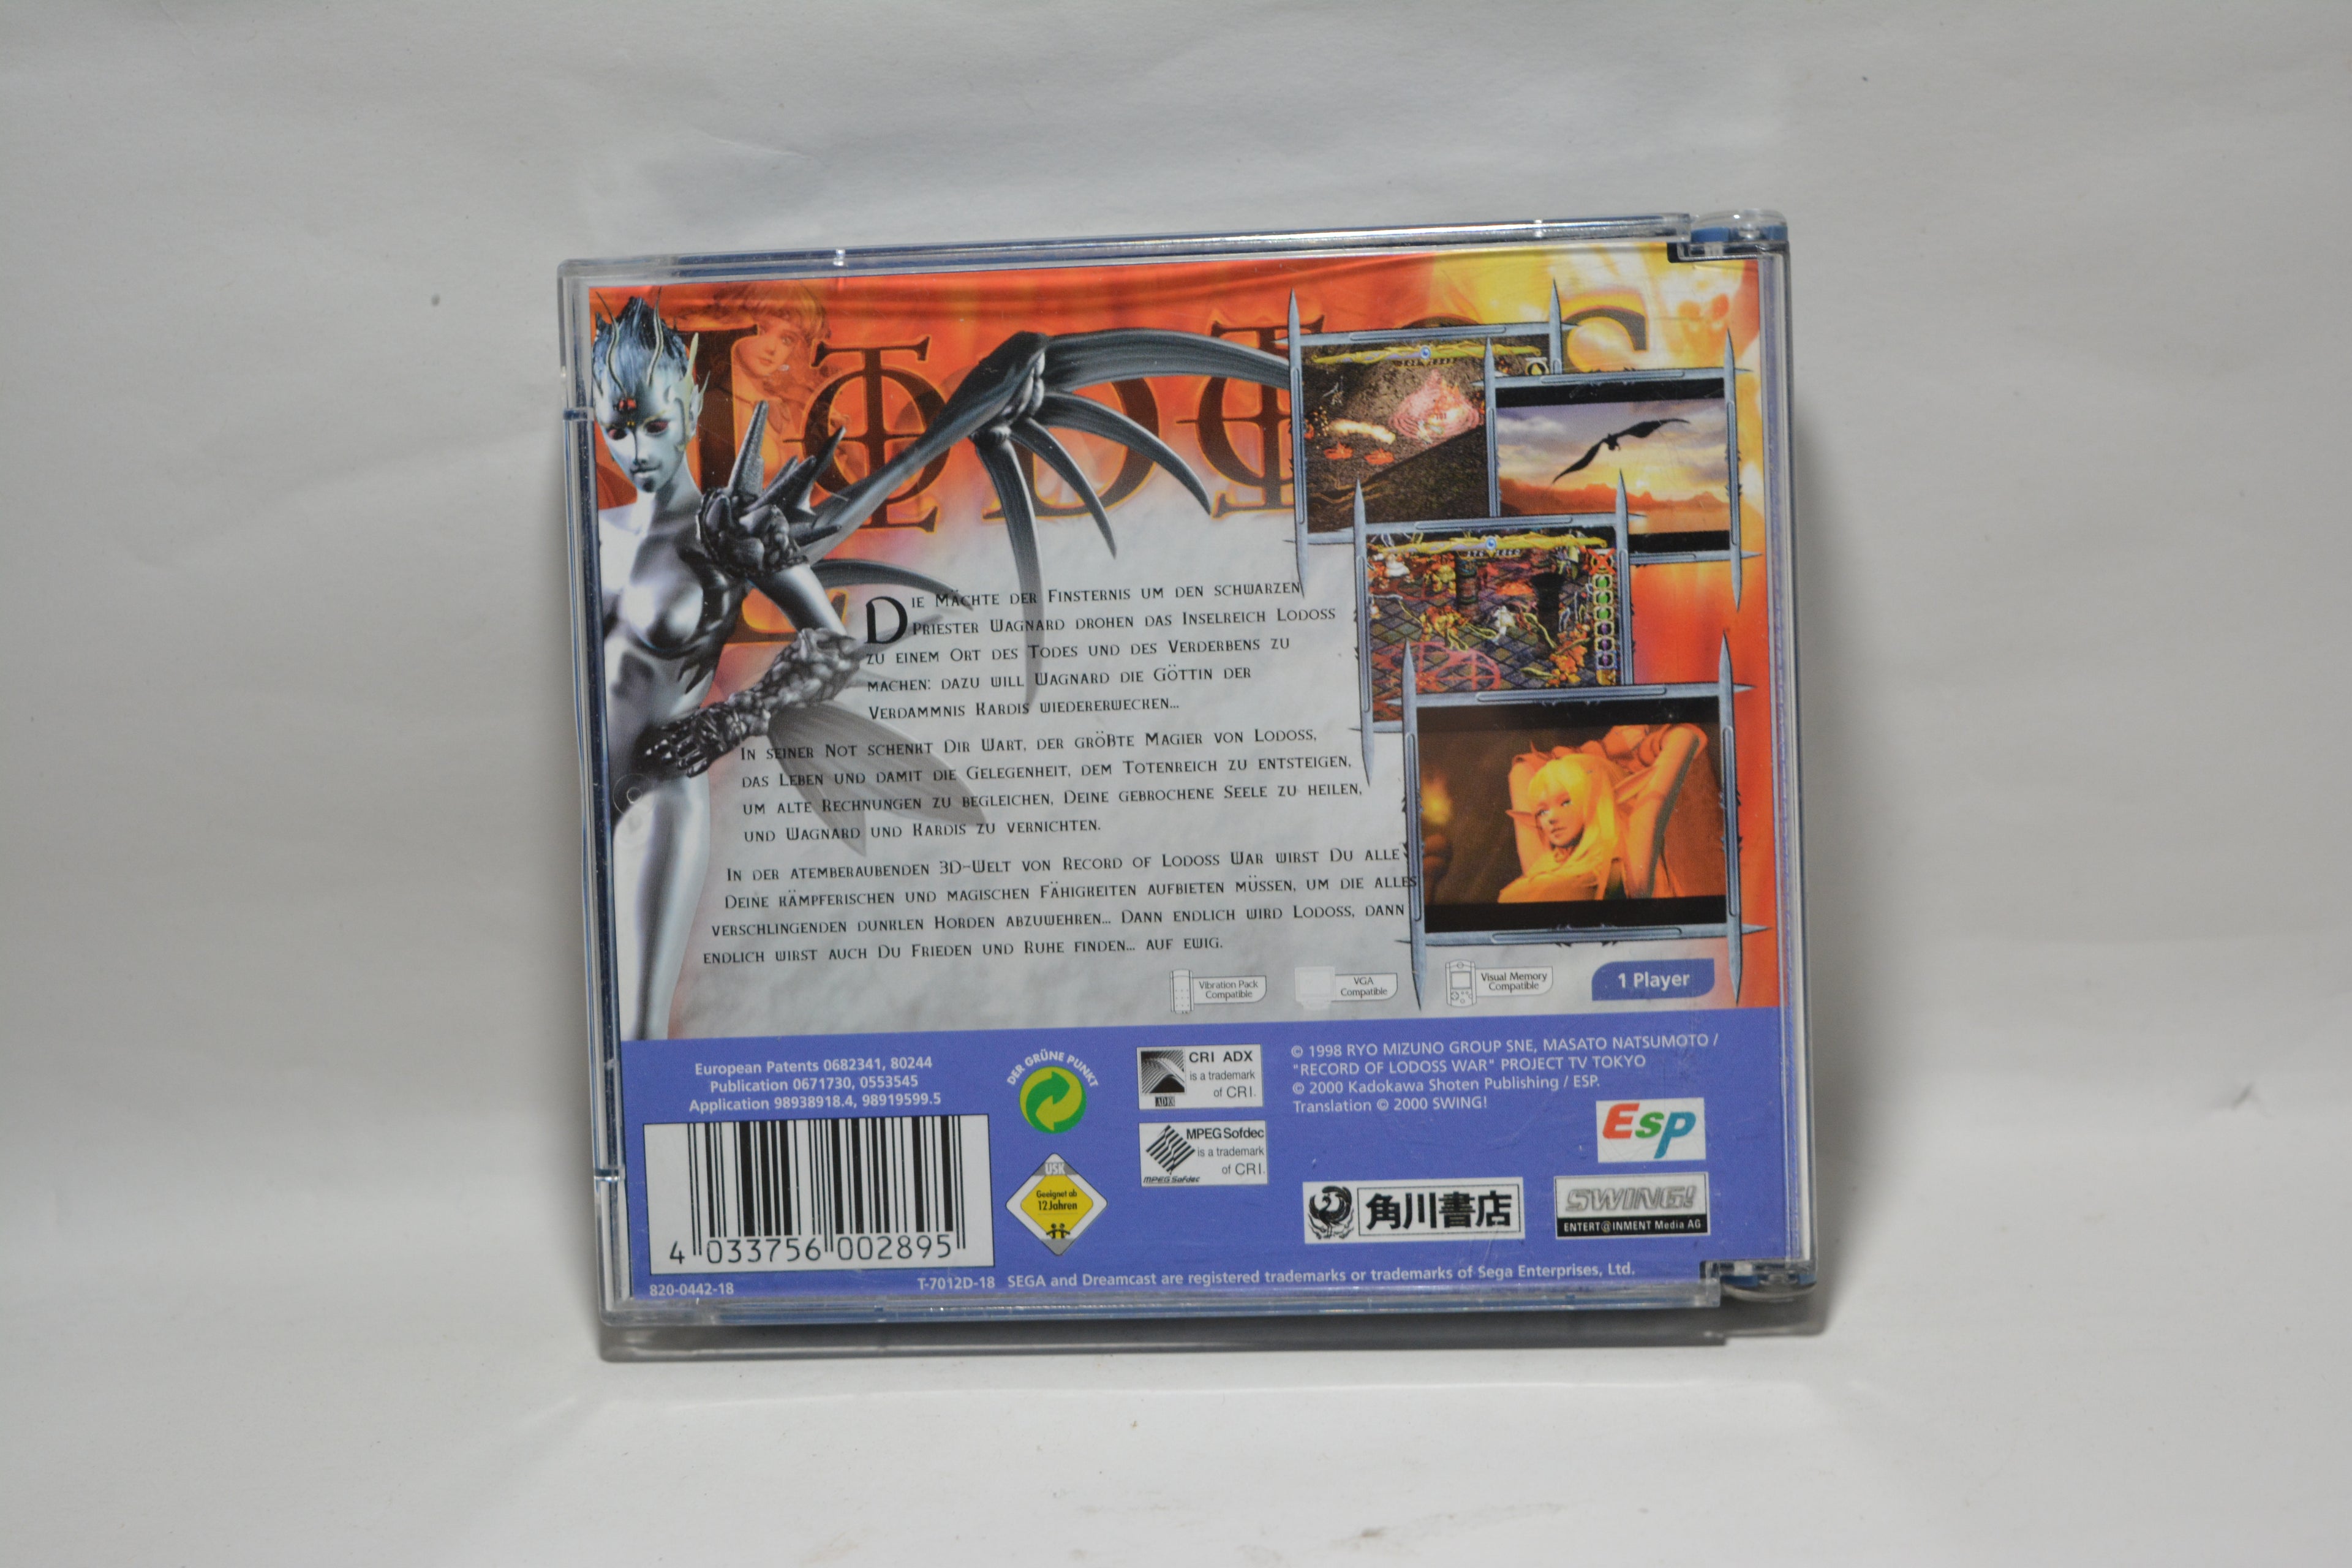 LODOSS
Die Mächte der Finsternis um den schwarzen
Priester Wagnard drohen das Inselreich Lodoss
zu einem Ort des Todes und des Verderbens zu
machen: dazu will Wagnard die Göttin der
Verdammnis Kardis wiedererwecken...
In seiner Not schenkt Dir Wart, der größte Magier von Lodoss,
das Leben und damit die Gelegenheit, dem Totenreich zu entsteigen,
um alte Rechnungen zu begleichen, Deine gebrochene Seele zu heilen,
und Wagnard und Kardis zu vernichten.
In der atemberaubenden 3D-Welt von Record of Lodoss War wirst Du alle
Deine kämpferischen und magischen Fähigkeiten aufbieten müssen, um die alles
verschlingenden dunklen Horden abzuwehren... Dann endlich wird Lodoss, dann
endlich wirst auch Du Frieden und Ruhe finden... auf ewig.
Vibration Pack
Compatible
VGA
Compatible
Visual Memory
Compatible
1 Player
European Patents 0682341, 80244
Publication 0671730, 0553545
Application 98938918.4, 98919599.5
DER GRÜNE PUNKT
CRI ADX
is a trademark
of CRI.
ADX
MPEG Sofdec
is a trademark
of CRI.
MPEG Sofdec
© 1998 RYO MIZUNO GROUP SNE, MASATO NATSUMOTO /
"RECORD OF LODOSS WAR" PROJECT TV TOKYO
© 2000 Kadokawa Shoten Publishing / ESP.
Translation © 2000 SWING!
Esp
USK
Geeignet ab
12 Jahren
角川書店
SWING!
ENTERT@INMENT Media AG
4 033756 002895
820-0442-18
T-7012D-18 SEGA and Dreamcast are registered trademarks or trademarks of Sega Enterprises, Ltd.